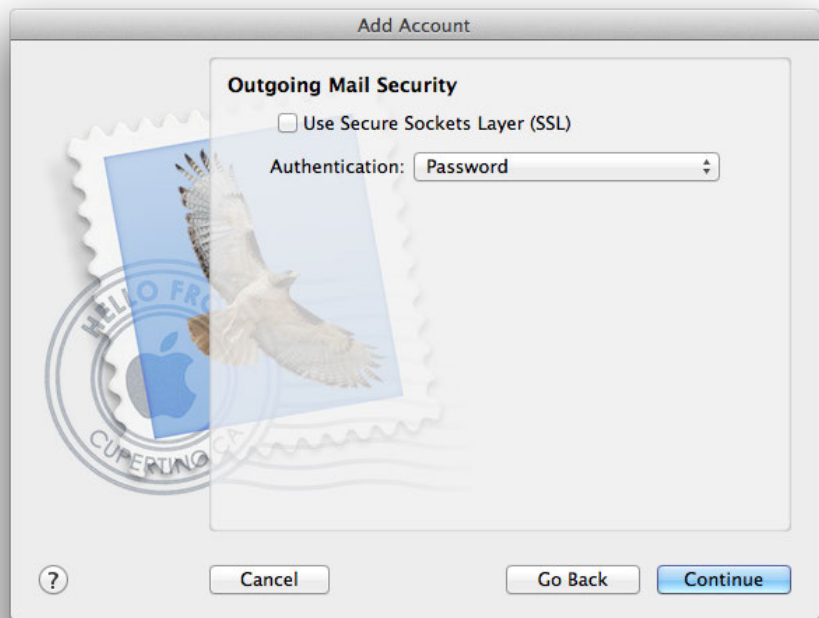 Add Account
Outgoing Mail Security
Use Secure Sockets Layer (SSL)
Authentication: Password
HELLO FRO
CUPERTINO CA
?
Cancel
Go Back
Continue